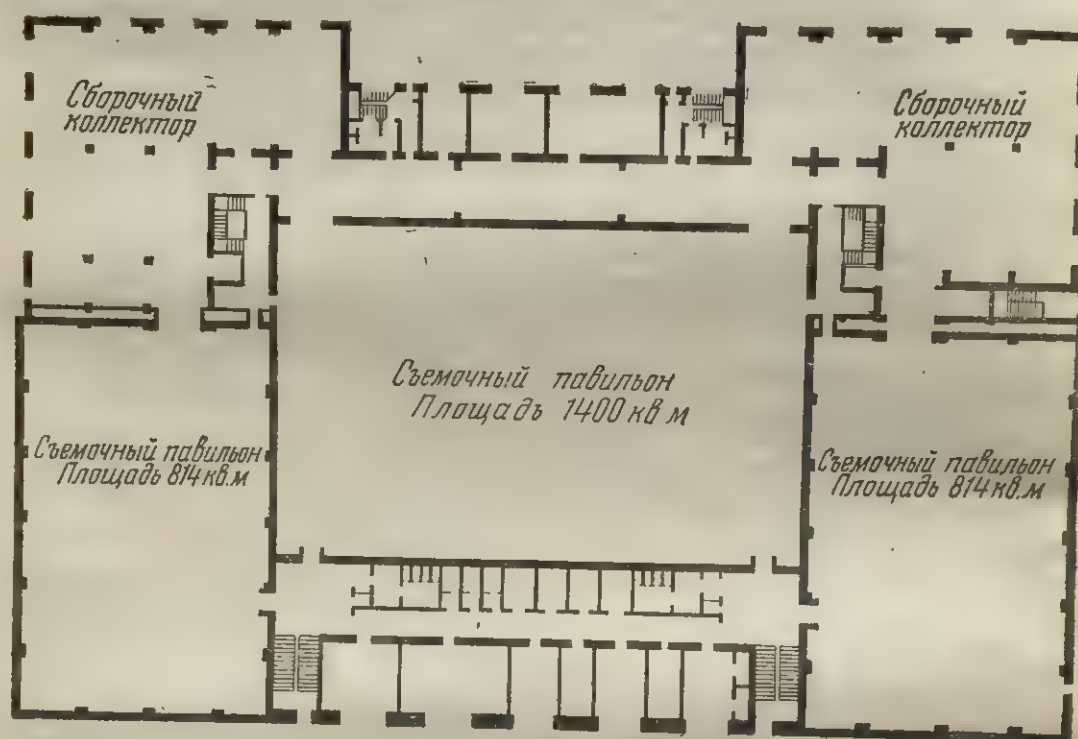 Сборочный
коллектор
Сборочный
коллектор
Съемочный павильон
Площадь 1400 кв м
Съемочный павильон
Площадь 814 кв.м
Съемочный павильон
Площадь 814 кв.м